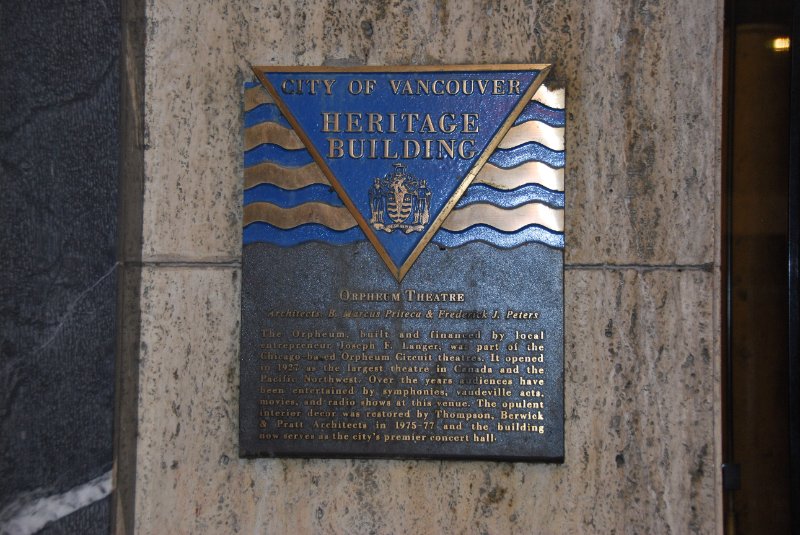 CITY OF VANCOUVER
HERITAGE
BUILDING
ORPHEUM THEATRE
Architects: B. Marcus Priteca & Frederick J. Peters
The Orpheum, built and financed by local
entrepreneur Joseph F. Langer, was part of the
Chicago-based Orpheum Circuit theatres. It opened
in 1927 as the largest theatre in Canada and the
Pacific Northwest. Over the years audiences have
been entertained by symphonies, vaudeville acts,
movies, and radio shows at this venue. The opulent
interior decor was restored by Thompson, Berwick
& Pratt Architects in 1975-77 and the building
now serves as the city's premier concert hall.